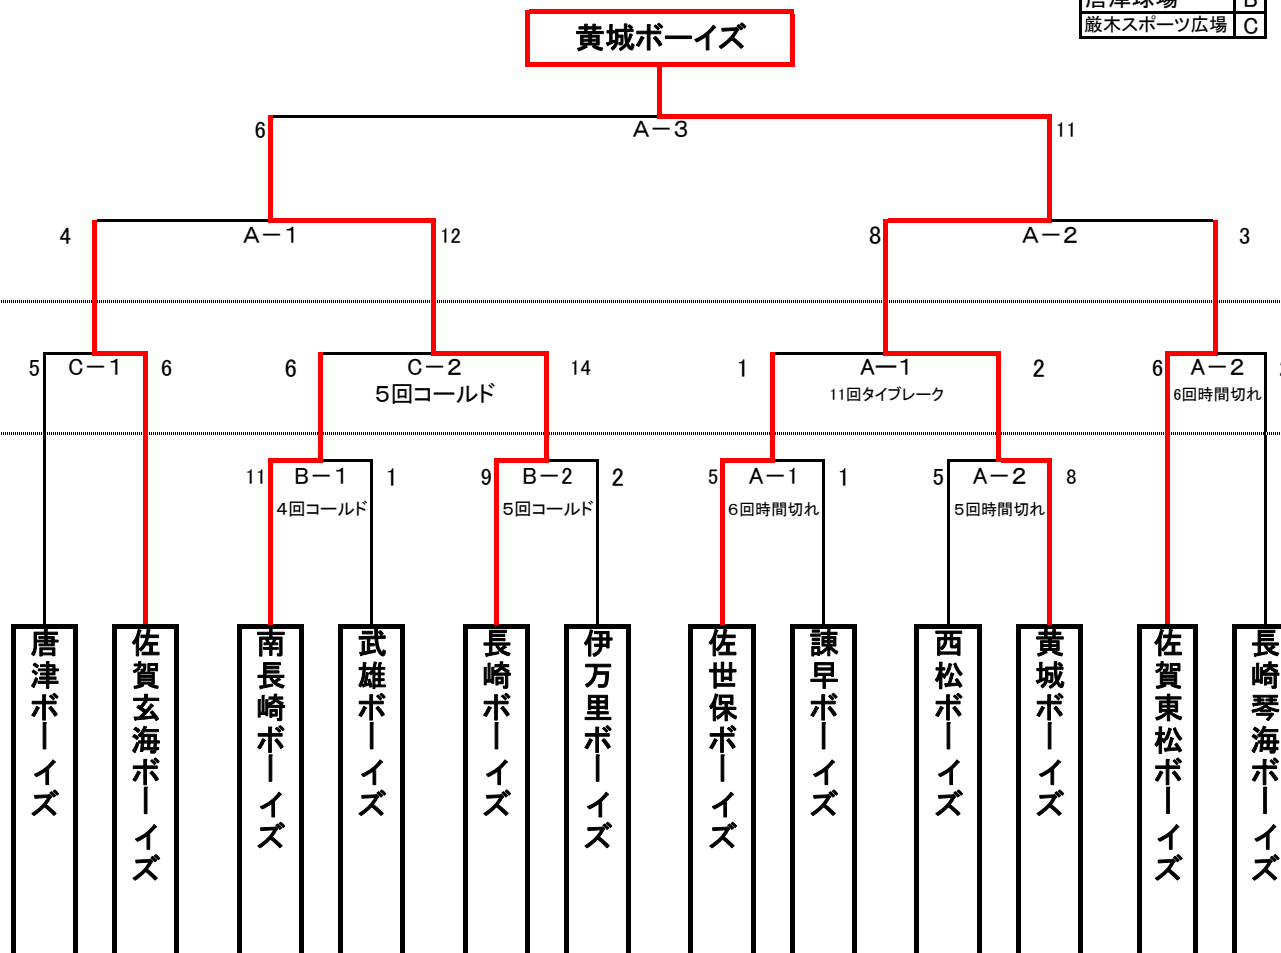 唐津球場 B
厳木スポーツ広場 C
黄城ボーイズ
6 A－3 11
4 A－1 12
8 A－2 3
5 C－1 6
6 C－2 14
5回コールド
1 A－1 2
11回タイブレーク
6 A－2
6回時間切れ
11 B－1 1
4回コールド
9 B－2 2
5回コールド
5 A－1 1
6回時間切れ
5 A－2 8
5回時間切れ
唐津ボーイズ
佐賀玄海ボーイズ
南長崎ボーイズ
武雄ボーイズ
長崎ボーイズ
伊万里ボーイズ
佐世保ボーイズ
諫早ボーイズ
西松ボーイズ
黄城ボーイズ
佐賀東松ボーイズ
長崎琴海ボーイズ